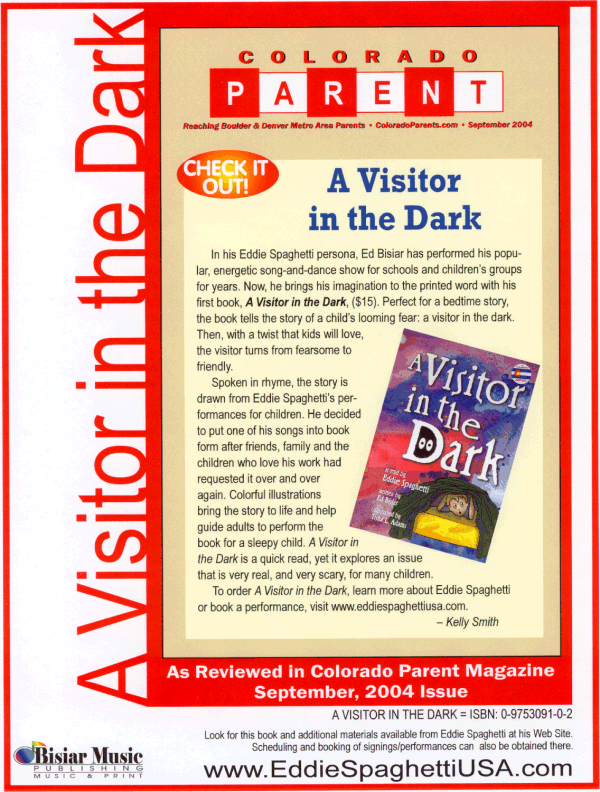 A Visitor in the Dark
COLORADO
PARENT
Reaching Boulder & Denver Metro Area Parents • ColoradoParents.com • September 2004
CHECK IT
OUT!
A Visitor
in the Dark
In his Eddie Spaghetti persona, Ed Bisiar has performed his popu-
lar, energetic song-and-dance show for schools and children's groups
for years. Now, he brings his imagination to the printed word with his
first book, A Visitor in the Dark, ($15). Perfect for a bedtime story,
the book tells the story of a child's looming fear: a visitor in the dark.
Then, with a twist that kids will love,
the visitor turns from fearsome to
friendly.
Spoken in rhyme, the story is
drawn from Eddie Spaghetti's per-
formances for children. He decided
to put one of his songs into book
form after friends, family and the
children who love his work had
requested it over and over
again. Colorful illustrations
bring the story to life and help
guide adults to perform the
book for a sleepy child. A Visitor in
the Dark is a quick read, yet it explores an issue
that is very real, and very scary, for many children.
To order A Visitor in the Dark, learn more about Eddie Spaghetti
or book a performance, visit www.eddiespaghettiusa.com.
– Kelly Smith
A Visitor
in the
Dark
as read by
Eddie Spaghetti
written by
Ed Bisiar
illustrated by
L. Adams
As Reviewed in Colorado Parent Magazine
September, 2004 Issue
A VISITOR IN THE DARK = ISBN: 0-9753091-0-2
Look for this book and additional materials available from Eddie Spaghetti at his Web Site.
Scheduling and booking of signings/performances can also be obtained there.
Bisiar Music
PUBLISHING
MUSIC & PRINT
www.EddieSpaghettiUSA.com